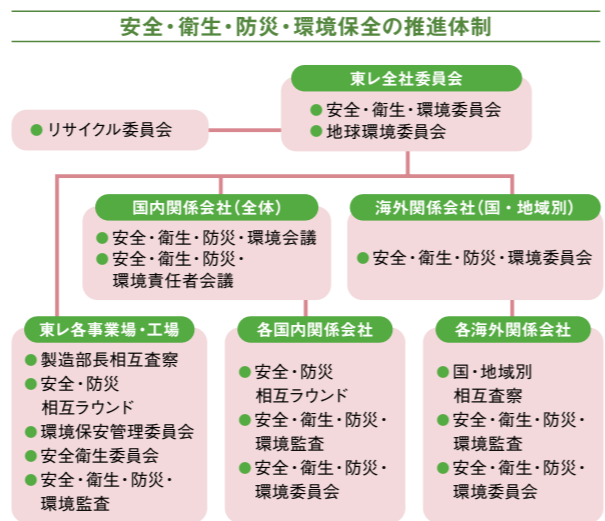 安全・衛生・防災・環境保全の推進体制
東レ全社委員会
● 安全・衛生・環境委員会
● 地球環境委員会
● リサイクル委員会
国内関係会社（全体）
● 安全・衛生・防災・環境会議
● 安全・衛生・防災・
環境責任者会議
海外関係会社（国・地域別）
● 安全・衛生・防災・環境委員会
東レ各事業場・工場
● 製造部長相互査察
● 安全・防災
相互ラウンド
● 環境保安管理委員会
● 安全衛生委員会
● 安全・衛生・防災・
環境監査
各国内関係会社
● 安全・防災
相互ラウンド
● 安全・衛生・防災・
環境監査
● 安全・衛生・防災・
環境委員会
各海外関係会社
● 国・地域別
相互査察
● 安全・衛生・防災・
環境監査
● 安全・衛生・防災・
環境委員会